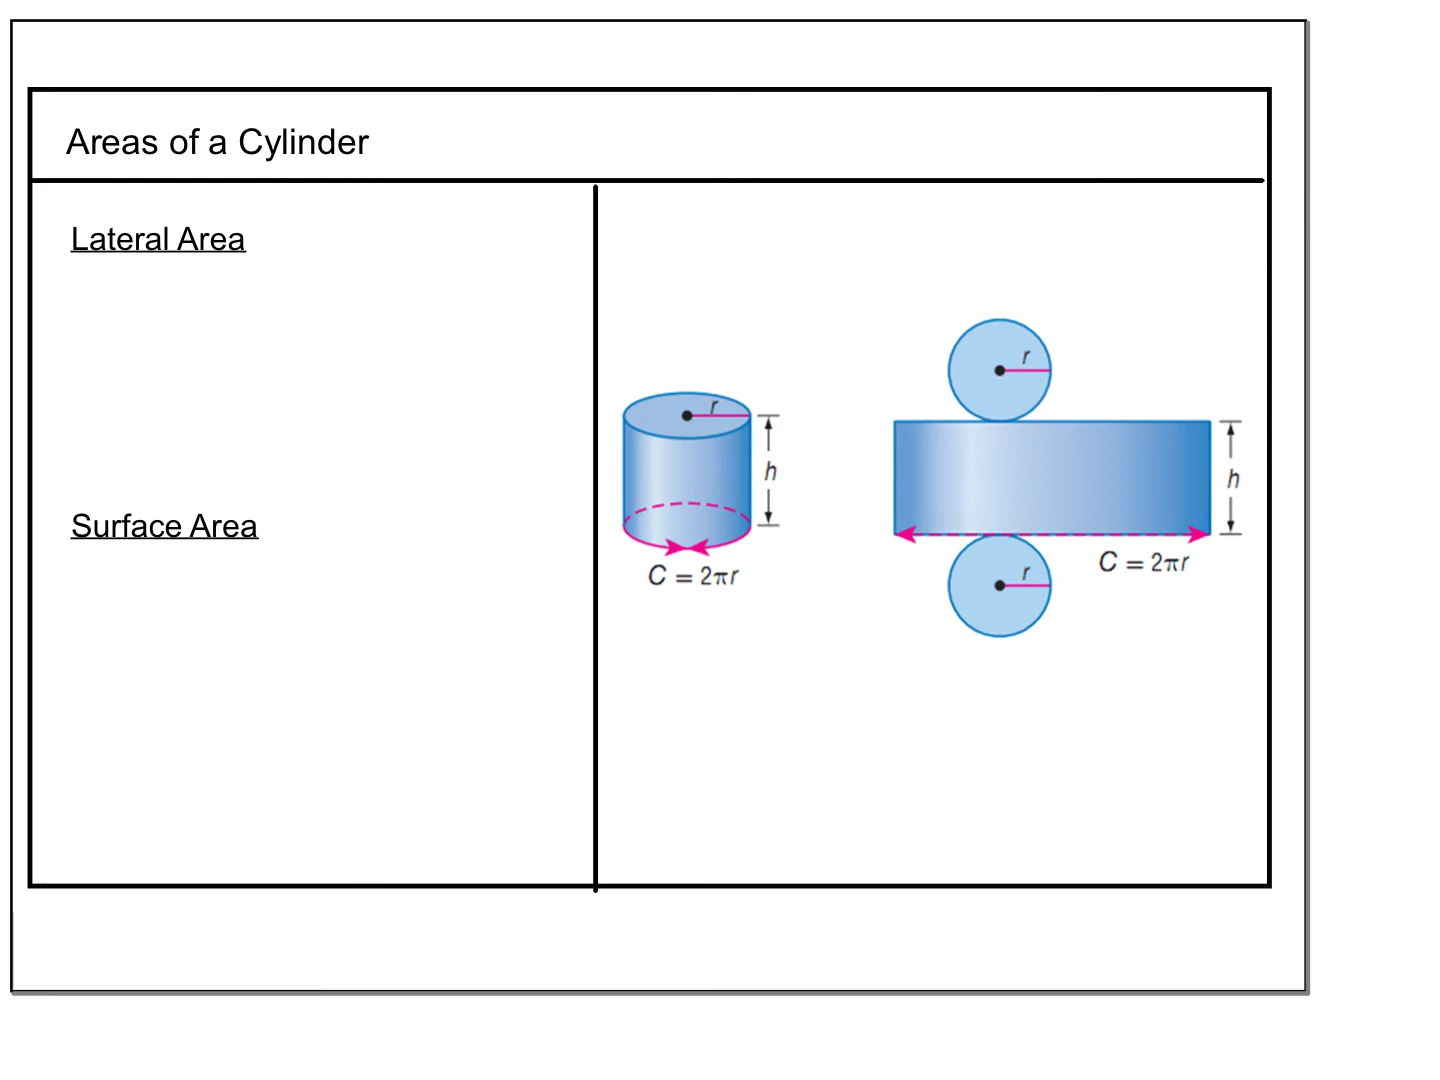 Areas of a Cylinder
Lateral Area
Surface Area
r
h
C = 2πr
r
h
C = 2πr
r